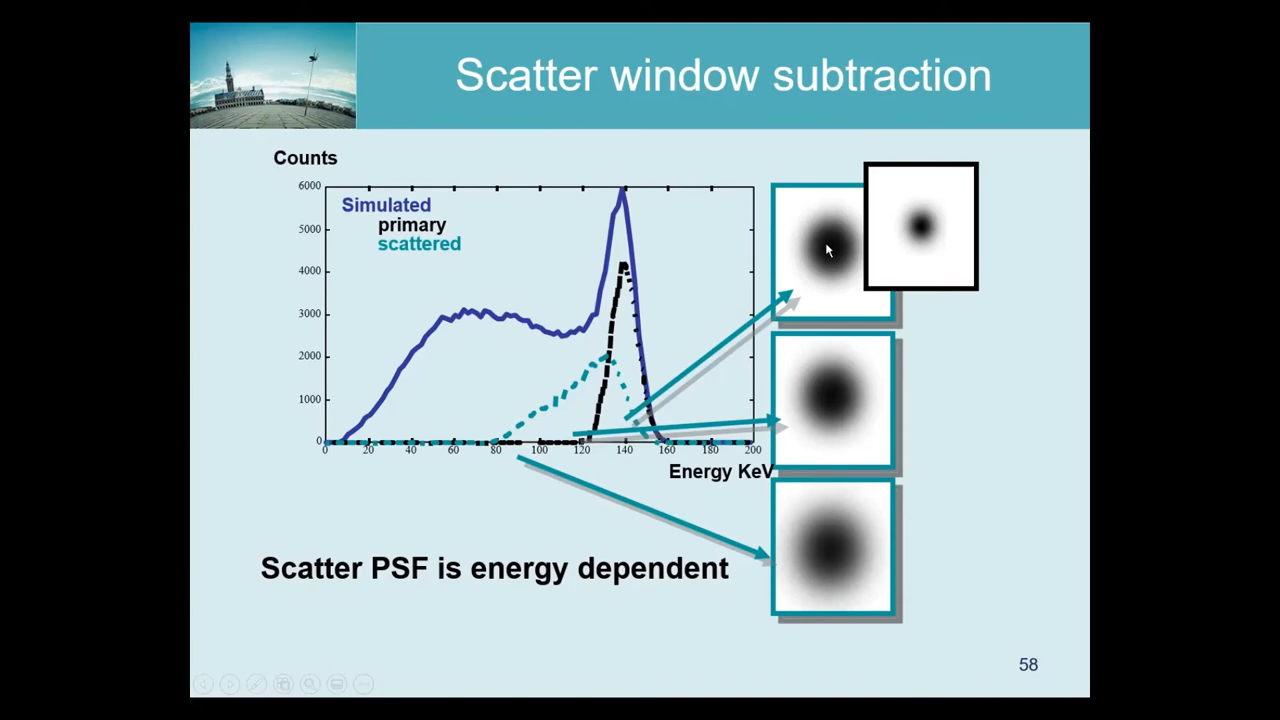 Scatter window subtraction
Counts
6000
5000
4000
3000
2000
1000
0
Simulated
primary
scattered
0 20 40 60 80 100 120 140 160 180 200
Energy KeV
Scatter PSF is energy dependent
58